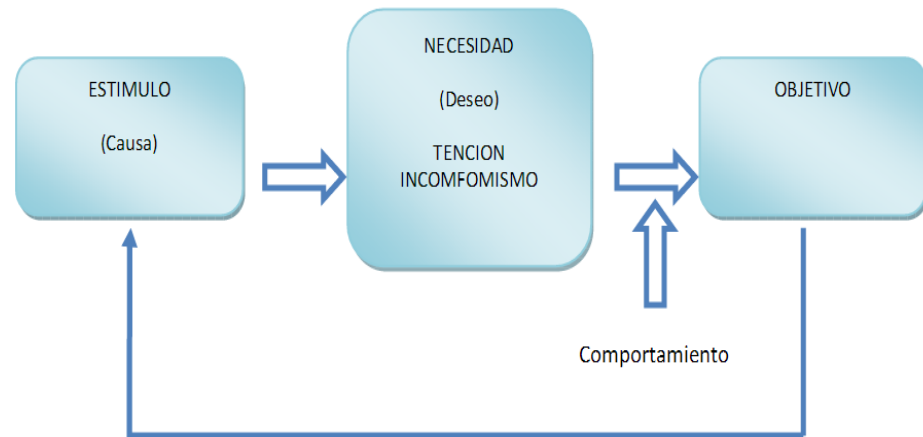 ESTIMULO
(Causa)
NECESIDAD
(Deseo)
TENCION
INCOMFOMISMO
OBJETIVO
Comportamiento